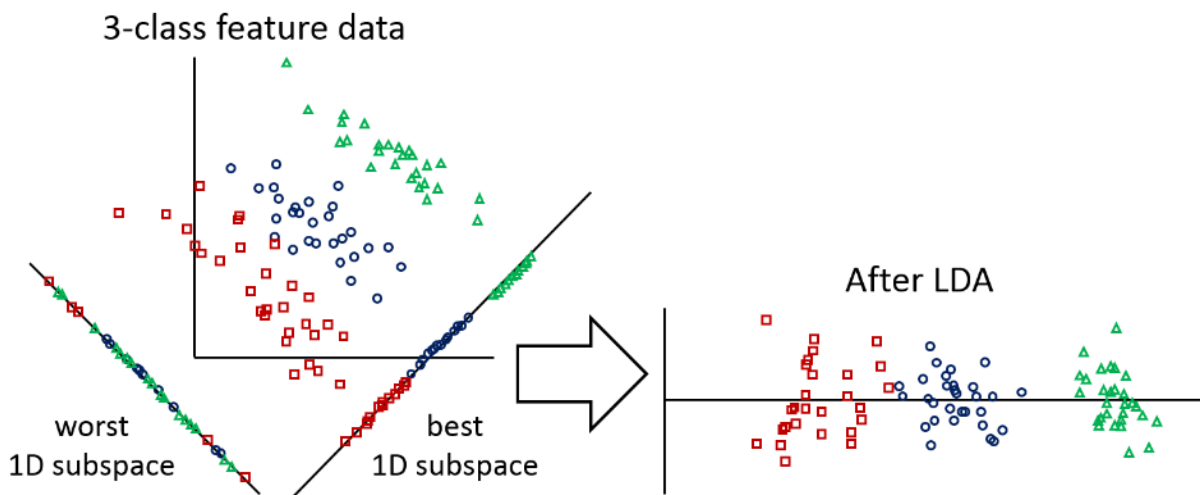 3-class feature data
worst
1D subspace
best
1D subspace
After LDA